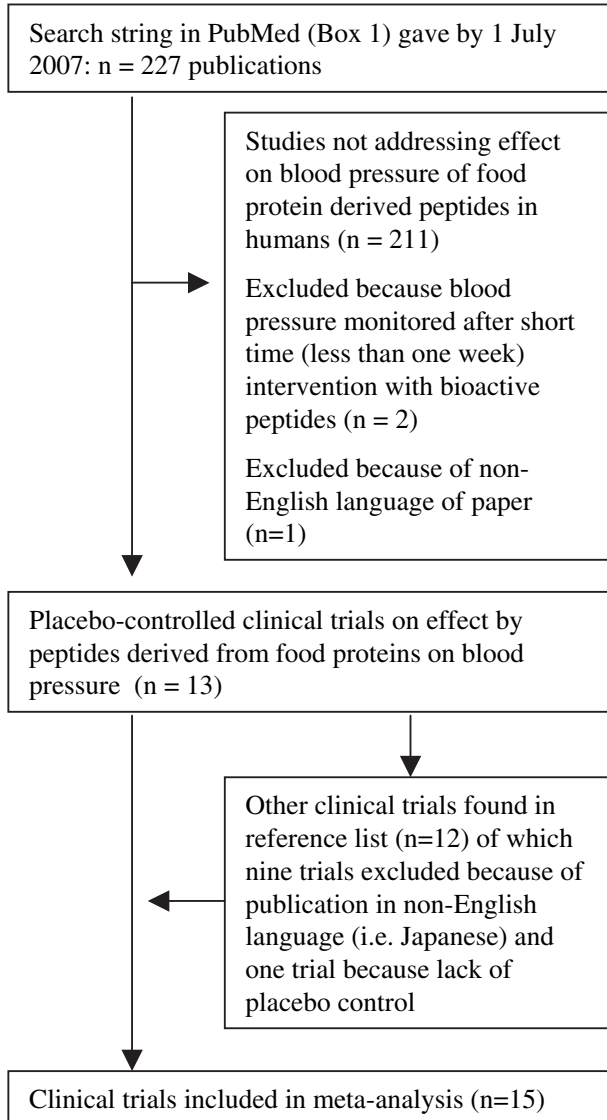 Search string in PubMed (Box 1) gave by 1 July
2007: n = 227 publications
Studies not addressing effect
on blood pressure of food
protein derived peptides in
humans (n = 211)
Excluded because blood
pressure monitored after short
time (less than one week)
intervention with bioactive
peptides (n = 2)
Excluded because of non-
English language of paper
(n=1)
Placebo-controlled clinical trials on effect by
peptides derived from food proteins on blood
pressure (n = 13)
Other clinical trials found in
reference list (n=12) of which
nine trials excluded because of
publication in non-English
language (i.e. Japanese) and
one trial because lack of
placebo control
Clinical trials included in meta-analysis (n=15)